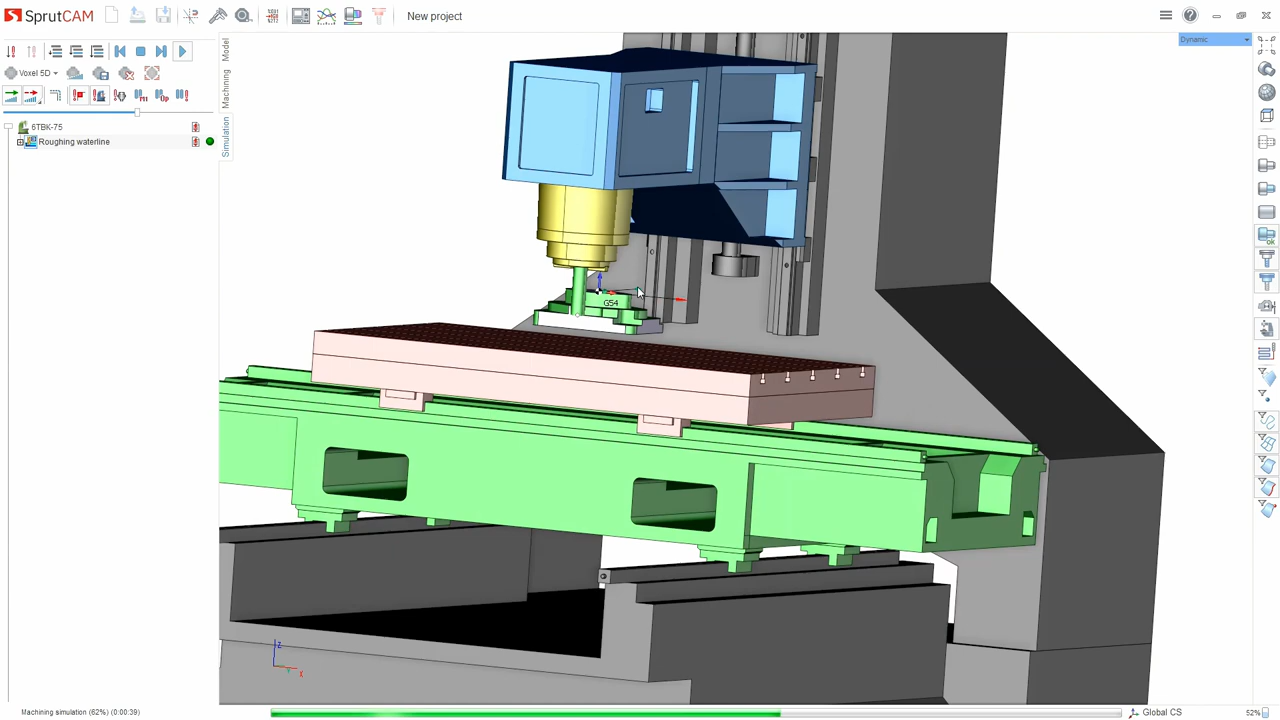 SprutCAM
New project
Dynamic
Model
Machining
Simulation
Voxel 5D
6TBK-75
Roughing waterline
G54
Z
X
Machining simulation (62%) (0:00:39)
Global CS
52%